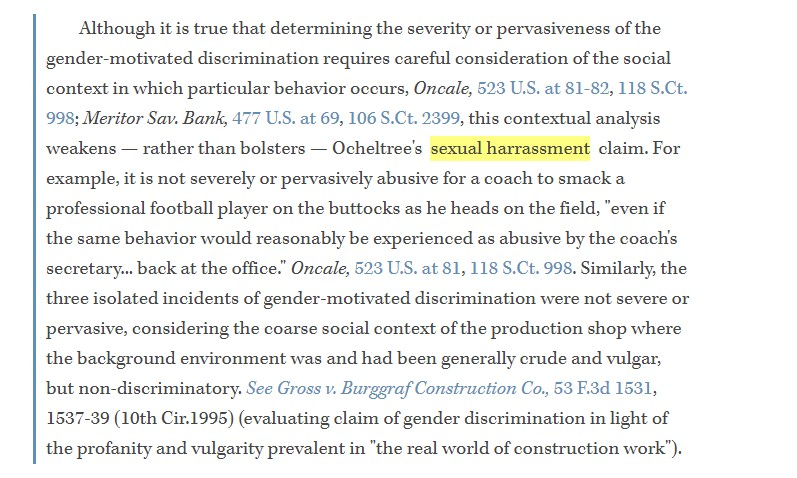 Although it is true that determining the severity or pervasiveness of the
gender-motivated discrimination requires careful consideration of the social
context in which particular behavior occurs, Oncale, 523 U.S. at 81-82, 118 S.Ct.
998; Meritor Sav. Bank, 477 U.S. at 69, 106 S.Ct. 2399, this contextual analysis
weakens — rather than bolsters — Ocheltree's sexual harrassment claim. For
example, it is not severely or pervasively abusive for a coach to smack a
professional football player on the buttocks as he heads on the field, "even if
the same behavior would reasonably be experienced as abusive by the coach's
secretary... back at the office." Oncale, 523 U.S. at 81, 118 S.Ct. 998. Similarly, the
three isolated incidents of gender-motivated discrimination were not severe or
pervasive, considering the coarse social context of the production shop where
the background environment was and had been generally crude and vulgar,
but non-discriminatory. See Gross v. Burggraf Construction Co., 53 F.3d 1531,
1537-39 (10th Cir.1995) (evaluating claim of gender discrimination in light of
the profanity and vulgarity prevalent in "the real world of construction work").